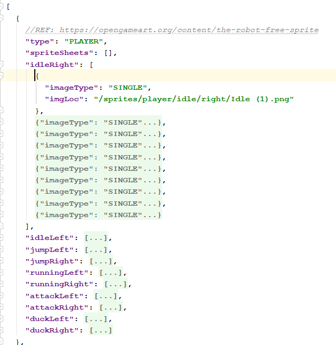 [
{
//REF: https://opengameart.org/content/the-robot-free-sprite
"type": "PLAYER",
"spriteSheets": [],
"idleRight": [
{
"imageType": "SINGLE",
"imgLoc": "/sprites/player/idle/right/Idle (1).png"
},
{"imageType": "SINGLE"...},
{"imageType": "SINGLE"...},
{"imageType": "SINGLE"...},
{"imageType": "SINGLE"...},
{"imageType": "SINGLE"...},
{"imageType": "SINGLE"...},
{"imageType": "SINGLE"...},
{"imageType": "SINGLE"...},
{"imageType": "SINGLE"...}
],
"idleLeft": [...],
"jumpLeft": [...],
"jumpRight": [...],
"runningLeft": [...],
"runningRight": [...],
"attackLeft": [...],
"attackRight": [...],
"duckLeft": [...],
"duckRight": [...]
},